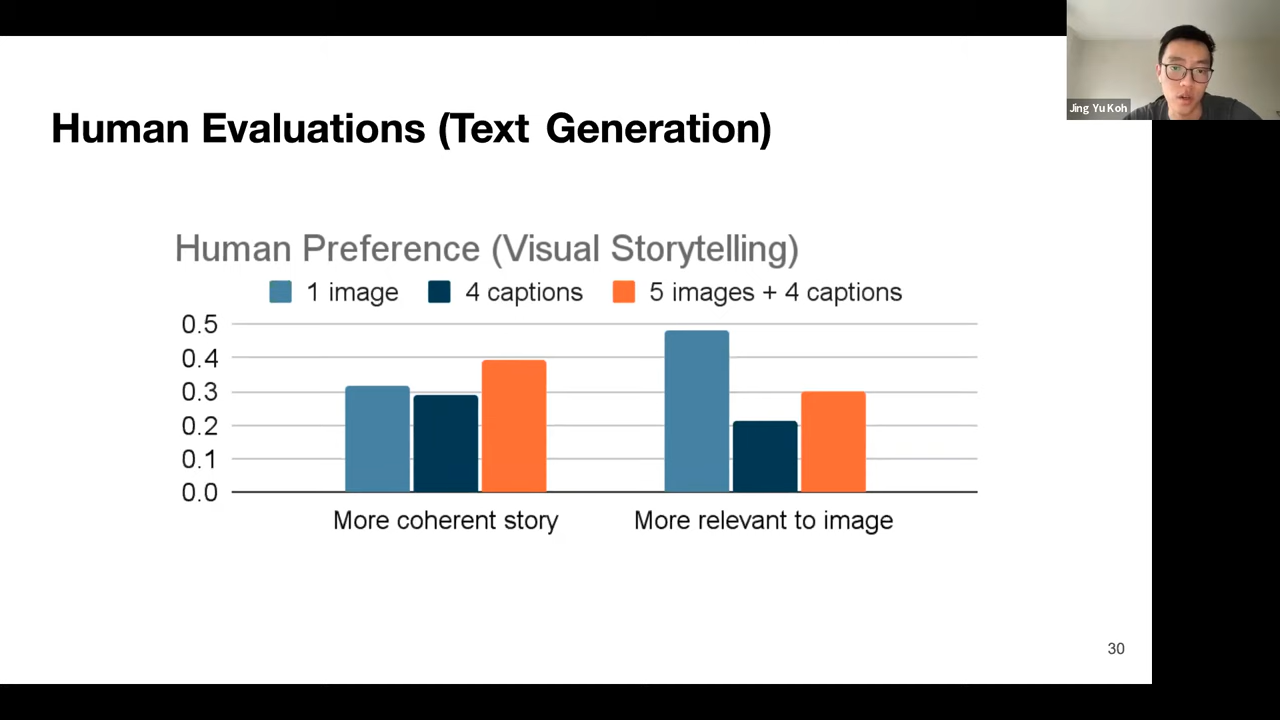 Jing Yu Koh
Human Evaluations (Text Generation)
Human Preference (Visual Storytelling)
1 image 4 captions 5 images + 4 captions
0.5
0.4
0.3
0.2
0.1
0.0
More coherent story More relevant to image
30